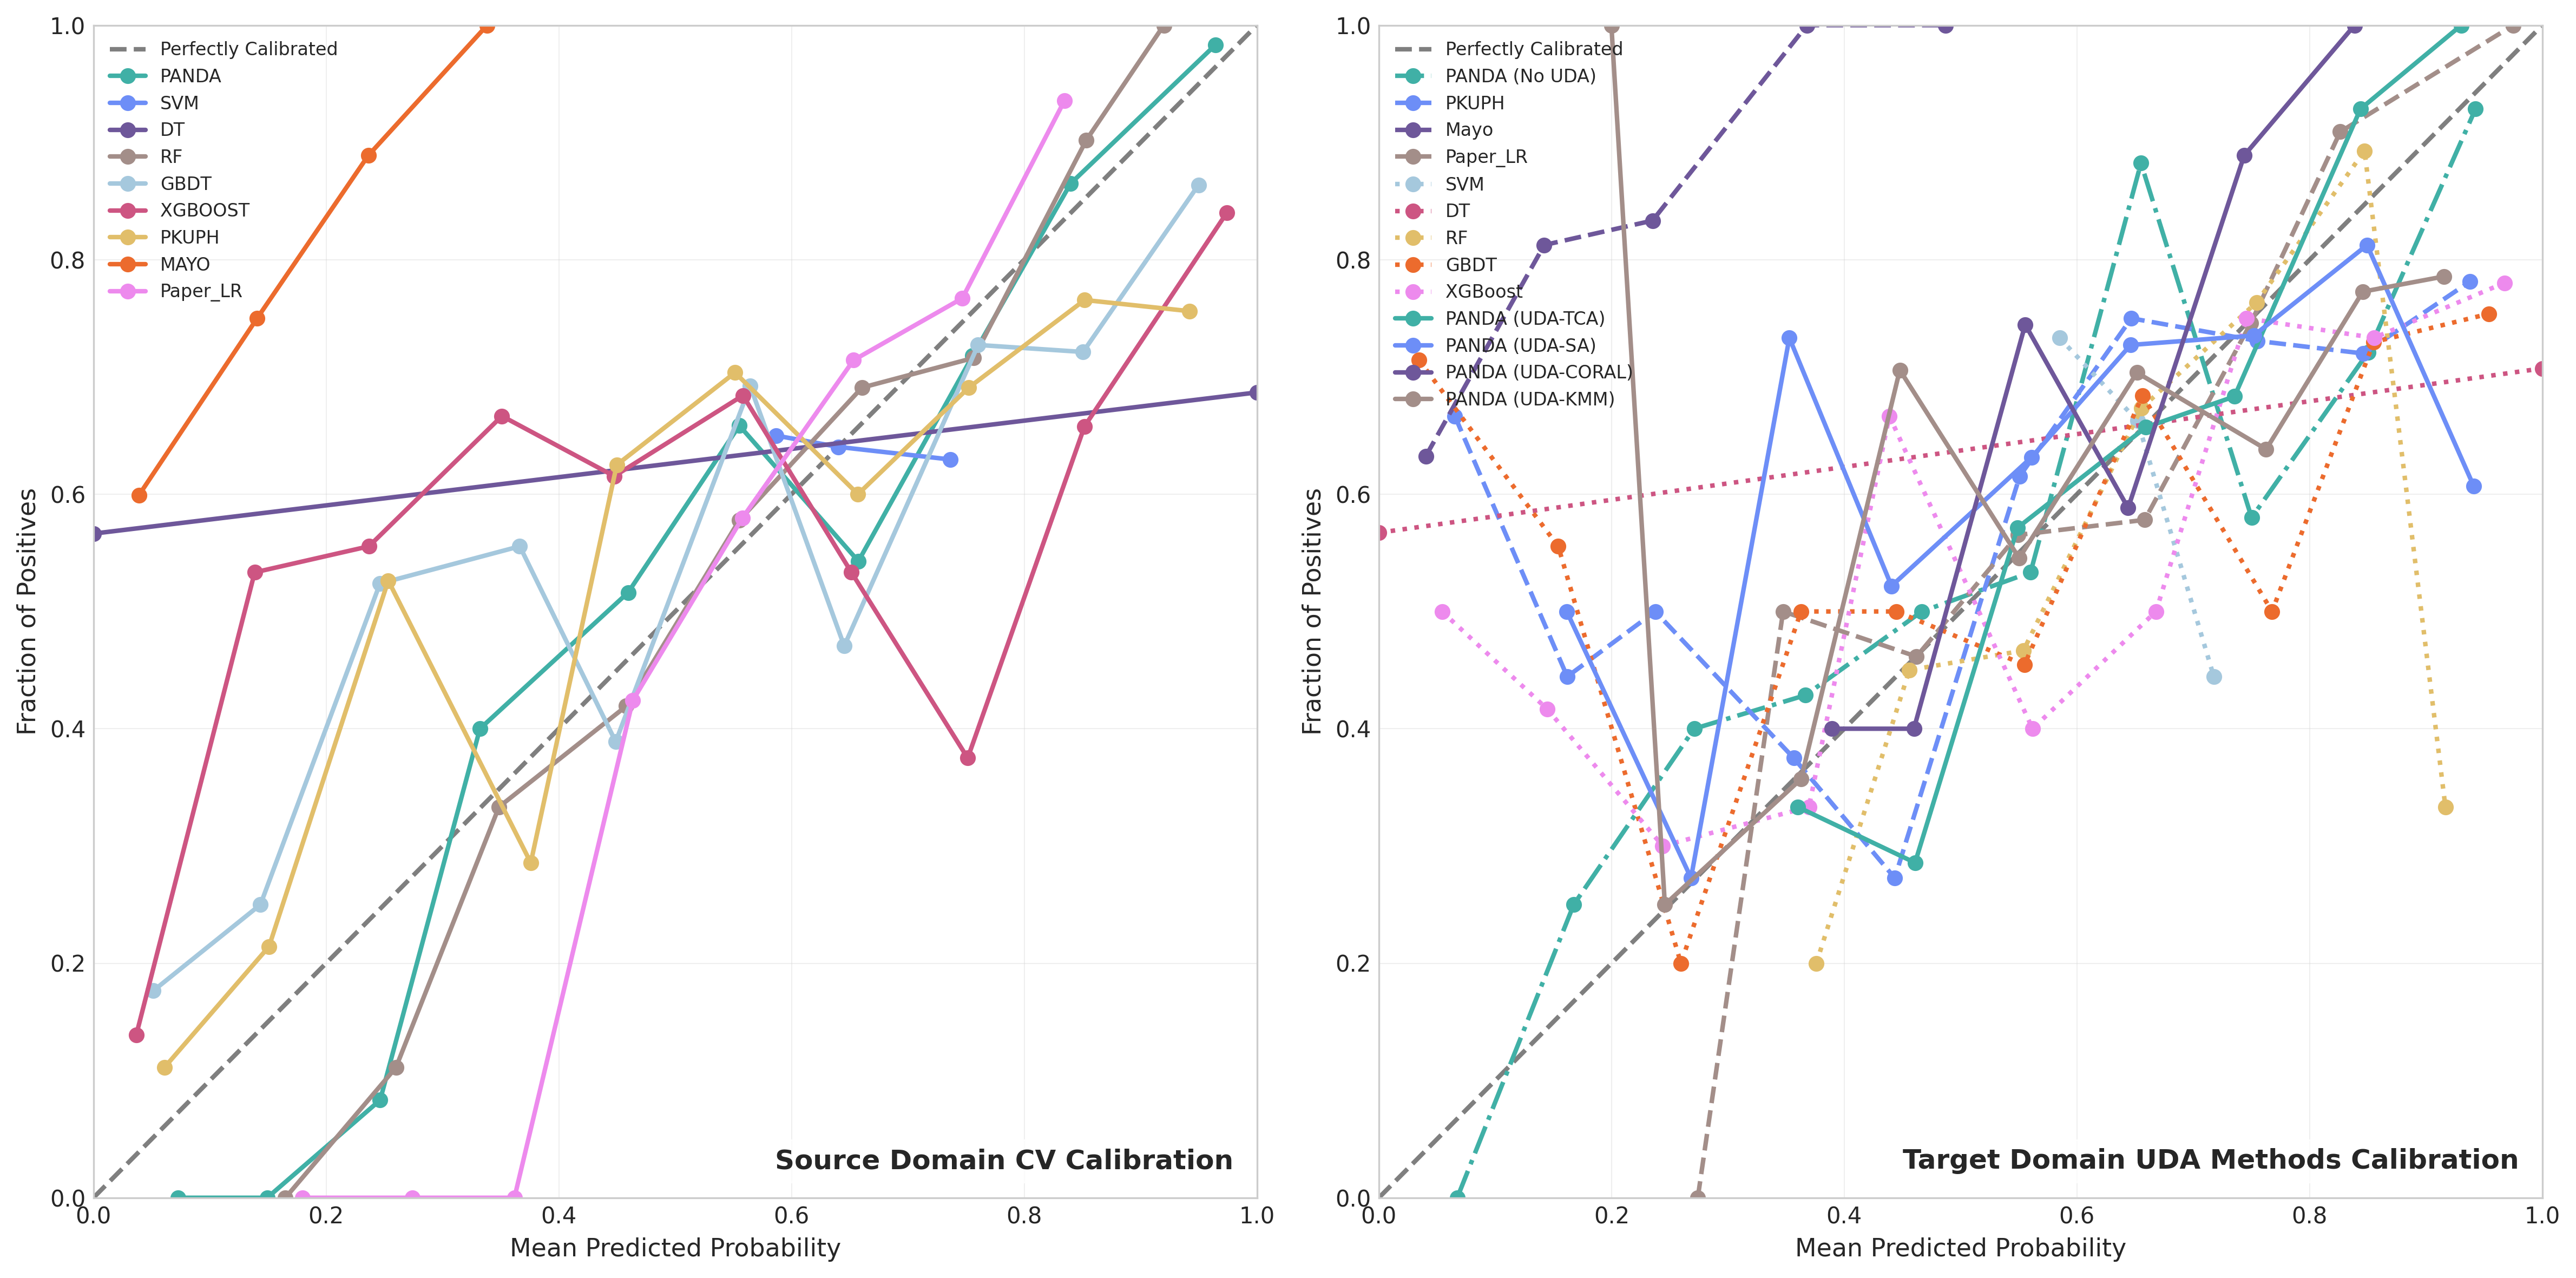 1.0
0.8
0.6
0.4
0.2
0.0
Fraction of Positives
Perfectly Calibrated
PANDA
SVM
DT
RF
GBDT
XGBOOST
PKUPH
MAYO
Paper_LR
Source Domain CV Calibration
0.0 0.2 0.4 0.6 0.8 1.0
Mean Predicted Probability
1.0
0.8
0.6
0.4
0.2
0.0
Fraction of Positives
Perfectly Calibrated
PANDA (No UDA)
PKUPH
Mayo
Paper_LR
SVM
DT
RF
GBDT
XGBoost
PANDA (UDA-TCA)
PANDA (UDA-SA)
PANDA (UDA-CORAL)
PANDA (UDA-KMM)
Target Domain UDA Methods Calibration
0.0 0.2 0.4 0.6 0.8 1.0
Mean Predicted Probability